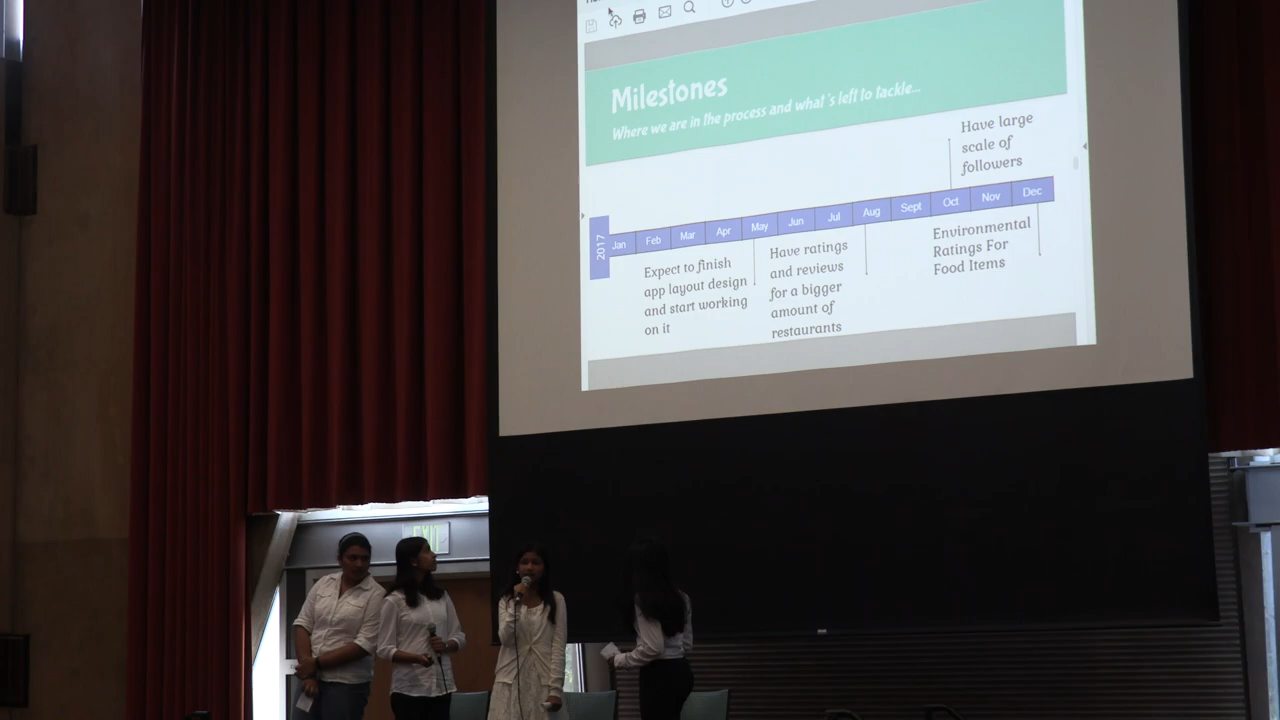 Milestones
Where we are in the process and what's left to tackle...
Have large
scale of
followers
2017
Jan Feb Mar Apr May Jun Jul Aug Sept Oct Nov Dec
Expect to finish
app layout design
and start working
on it
Have ratings
and reviews
for a bigger
amount of
restaurants
Environmental
Ratings For
Food Items
EXIT